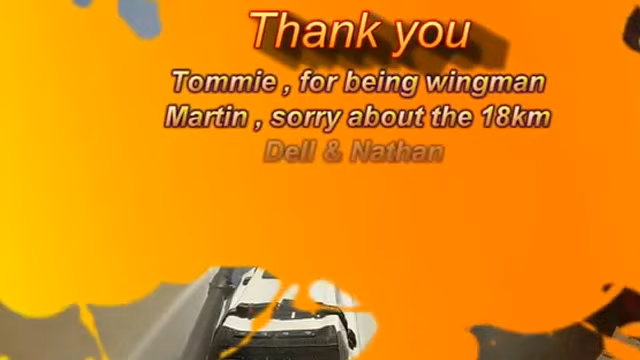 Thank you
Tommie , for being wingman
Martin , sorry about the 18km
Dell & Nathan